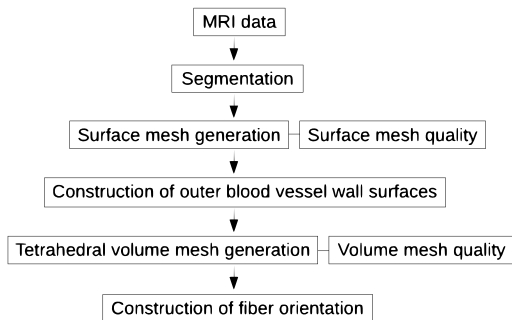 MRI data
Segmentation
Surface mesh generation
Surface mesh quality
Construction of outer blood vessel wall surfaces
Tetrahedral volume mesh generation
Volume mesh quality
Construction of fiber orientation